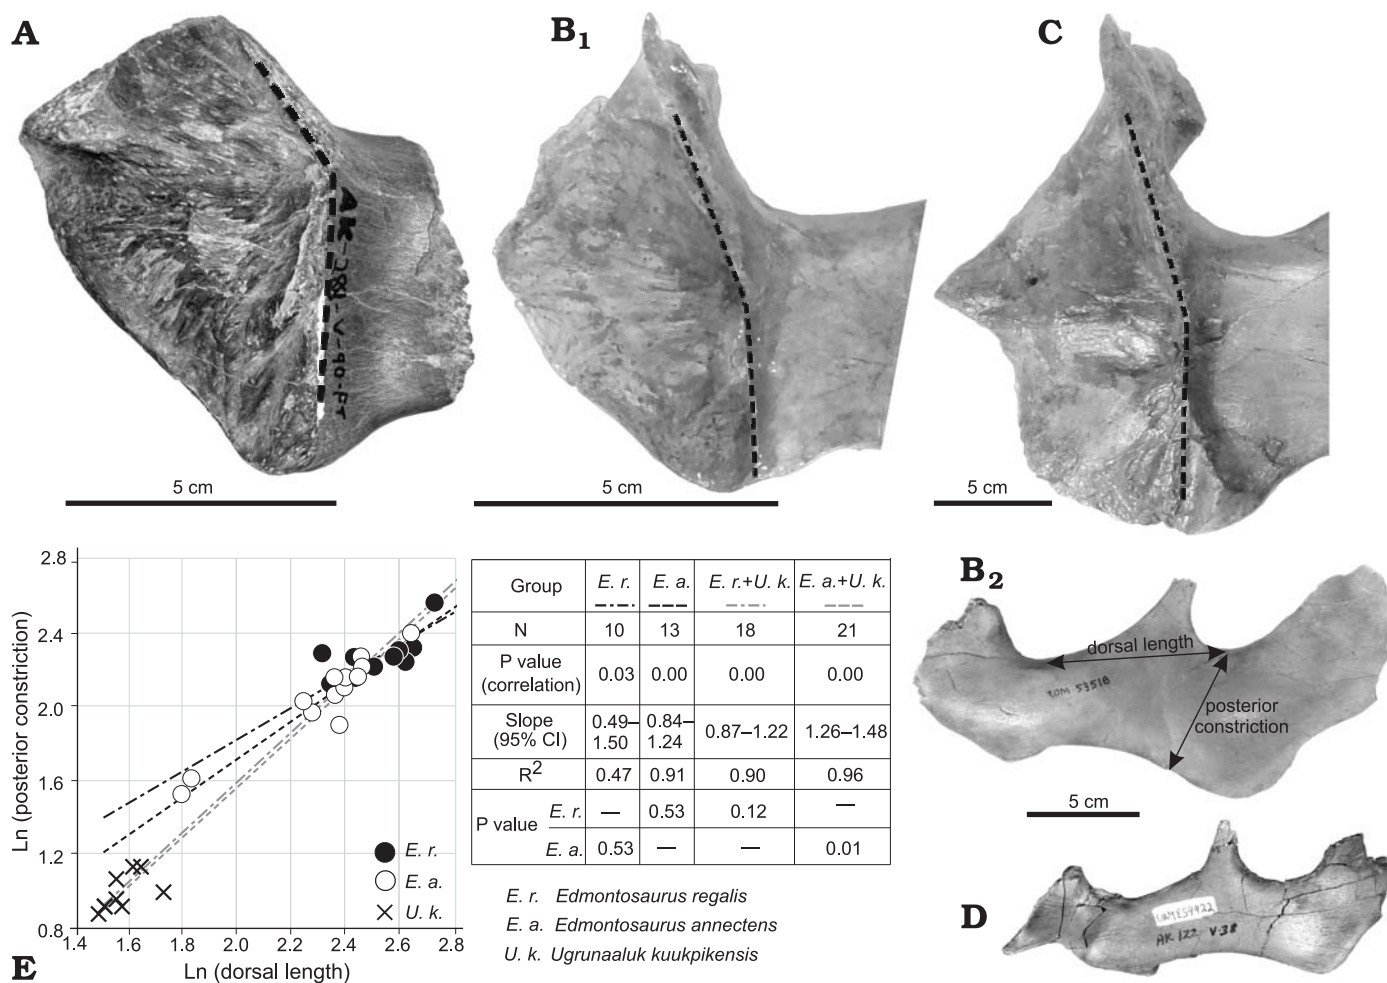 A
B1
C
AK-381-V-90-PT
5 cm
5 cm
5 cm
2.8
2.4
2.0
1.6
1.2
0.8
1.4
1.6
1.8
2.0
2.2
2.4
2.6
2.8
Ln (posterior constriction)
Ln (dorsal length)
E. r.
E. a.
U. k.
E
Group E. r. E. a. E. r.+U. k. E. a.+U. k.
N 10 13 18 21
P value
(correlation) 0.03 0.00 0.00 0.00
Slope
(95% CI) 0.49–1.50 0.84–1.24 0.87–1.22 1.26–1.48
R2 0.47 0.91 0.90 0.96
P value
E. r. — 0.53 0.12 —
E. a. 0.53 — — 0.01
E. r. Edmontosaurus regalis
E. a. Edmontosaurus annectens
U. k. Ugrunaaluk kuukpikensis
B2
dorsal length
ROM 53518
posterior
constriction
5 cm
D
UAMES4922
AK 122 V-38